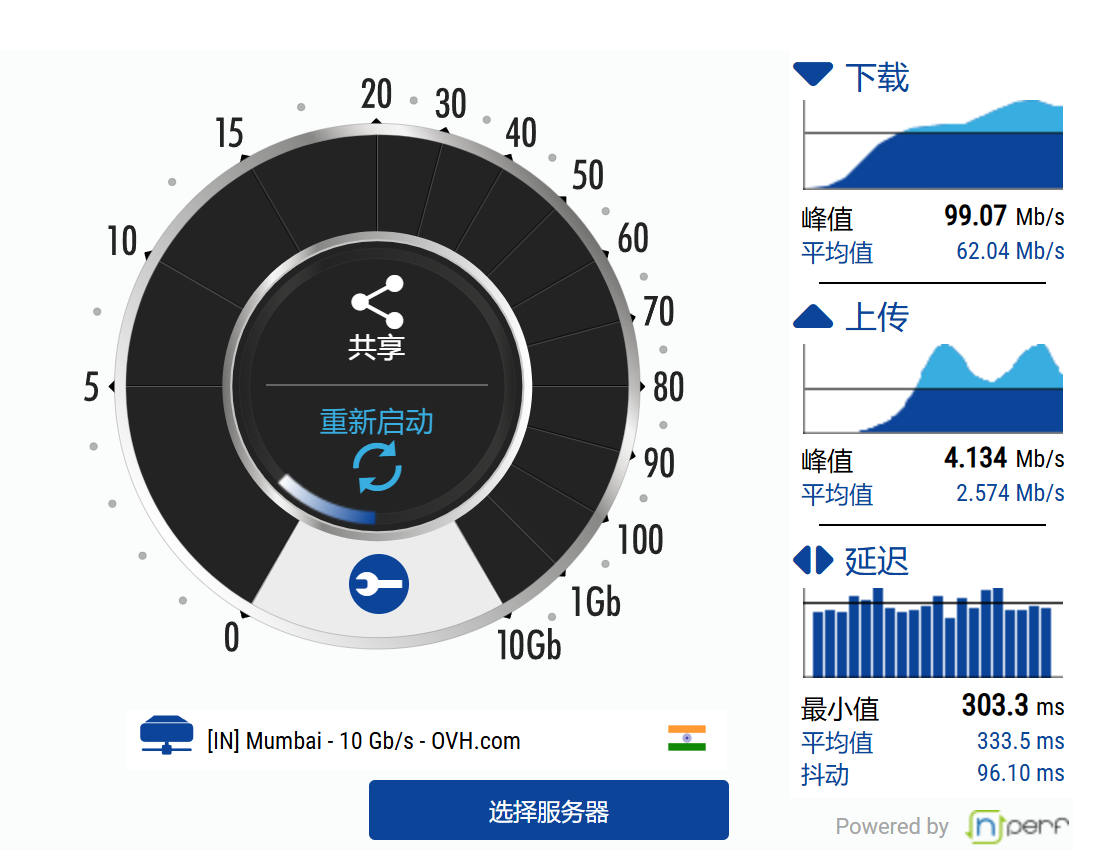 20
30
15
40
50
10
60
70
5
80
90
100
1Gb
10Gb
0
共享
重新启动
[IN] Mumbai - 10 Gb/s - OVH.com
选择服务器
下载
峰值 99.07 Mb/s
平均值 62.04 Mb/s
上传
峰值 4.134 Mb/s
平均值 2.574 Mb/s
延迟
最小值 303.3 ms
平均值 333.5 ms
抖动 96.10 ms
Powered by nperf